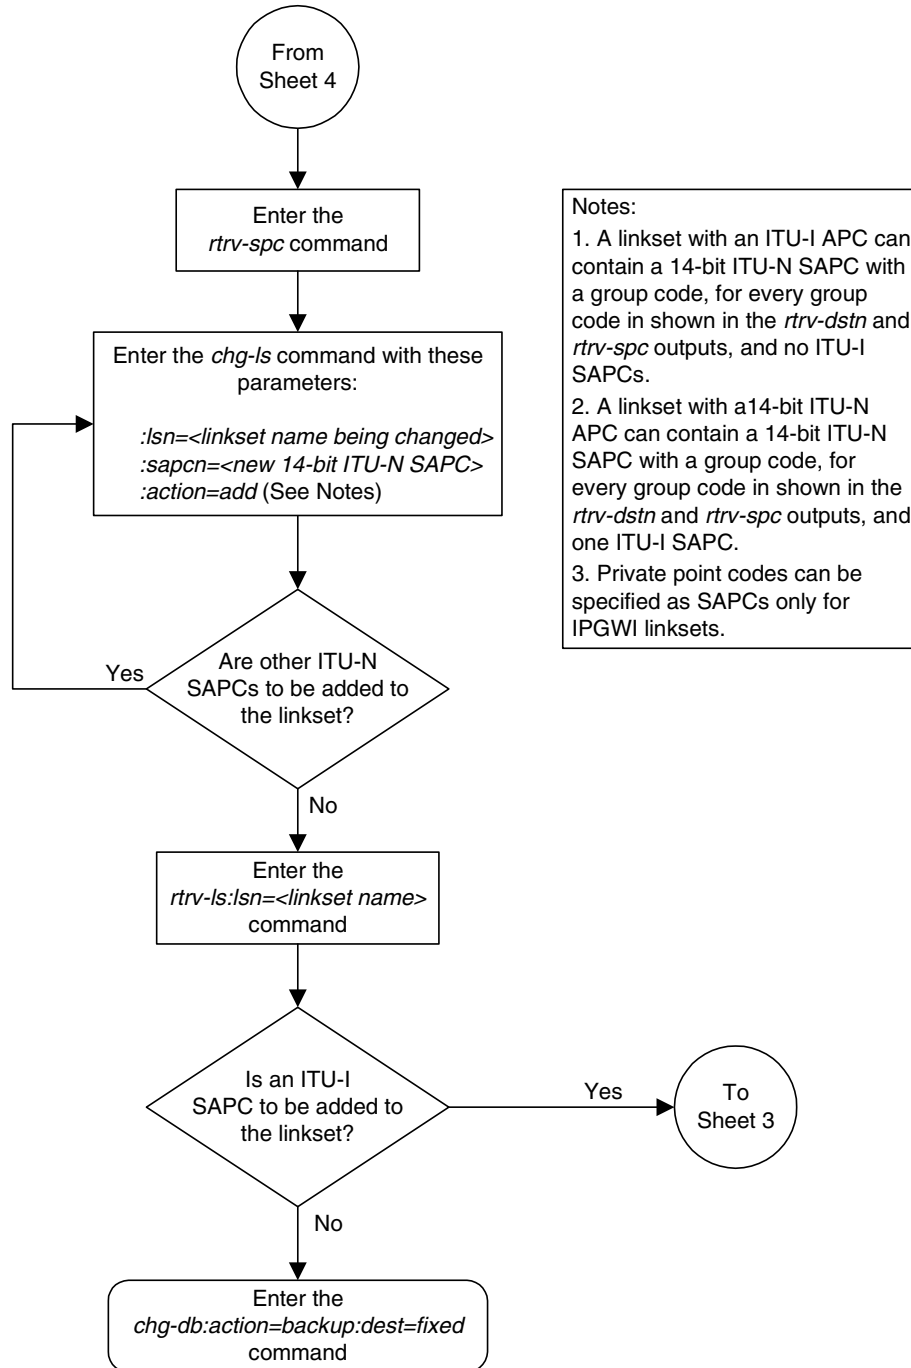 From
Sheet 4
Enter the
rtrv-spc command
Enter the chg-ls command with these
parameters:
:lsn=<linkset name being changed>
:sapcn=<new 14-bit ITU-N SAPC>
:action=add (See Notes)
Yes
Are other ITU-N
SAPCs to be added to
the linkset?
No
Enter the
rtrv-ls:lsn=<linkset name>
command
Is an ITU-I
SAPC to be added to
the linkset?
Yes
To
Sheet 3
No
Enter the
chg-db:action=backup:dest=fixed
command
Notes:
1. A linkset with an ITU-I APC can
contain a 14-bit ITU-N SAPC with
a group code, for every group
code in shown in the rtrv-dstn and
rtrv-spc outputs, and no ITU-I
SAPCs.
2. A linkset with a14-bit ITU-N
APC can contain a 14-bit ITU-N
SAPC with a group code, for
every group code in shown in the
rtrv-dstn and rtrv-spc outputs, and
one ITU-I SAPC.
3. Private point codes can be
specified as SAPCs only for
IPGWI linksets.